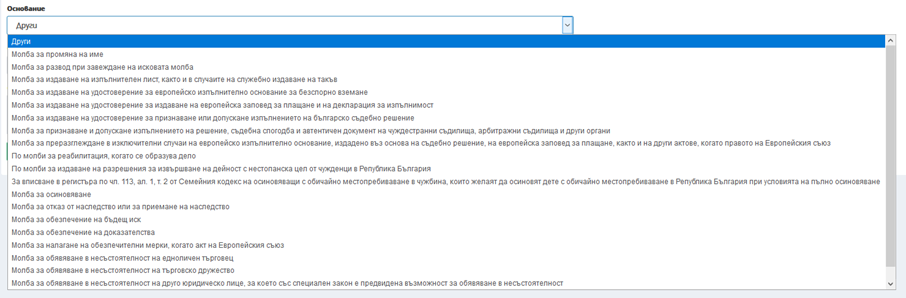 Основание
Други
Други
Молба за промяна на име
Молба за развод при завеждане на исковата молба
Молба за издаване на изпълнителен лист, както и в случаите на служебно издаване на такъв
Молба за издаване на удостоверение за европейско изпълнително основание за безспорно вземане
Молба за издаване на удостоверение за издаване на европейска заповед за плащане и на декларация за изпълнимост
Молба за издаване на удостоверение за признаване или допускане изпълнението на българско съдебно решение
Молба за признаване и допускане изпълнението на решение, съдебна спогодба и автентичен документ на чуждестранни съдилища, арбитражни съдилища и други органи
Молба за преразглеждане в изключителни случаи на европейско изпълнително основание, издадено въз основа на съдебно решение, на европейска заповед за плащане, както и на други актове, когато правото на Европейския съюз
По молби за реабилитация, когато се образува дело
По молби за издаване на разрешения за извършване на дейност с нестопанска цел от чужденци в Република България
За вписване в регистъра по чл. 113, ал. 1, т. 2 от Семейния кодекс на осиновяващи с обичайно местопребиваване в чужбина, които желаят да осиновят дете с обичайно местопребиваване в Република България при условията на пълно осиновяване
Молба за осиновяване
Молба за отказ от наследство или за приемане на наследство
Молба за обезпечение на бъдещ иск
Молба за обезпечение на доказателства
Молба за налагане на обезпечителни мерки, когато акт на Европейския съюз
Молба за обявяване в несъстоятелност на едноличен търговец
Молба за обявяване в несъстоятелност на търговско дружество
Молба за обявяване в несъстоятелност на друго юридическо лице, за което със специален закон е предвидена възможност за обявяване в несъстоятелност